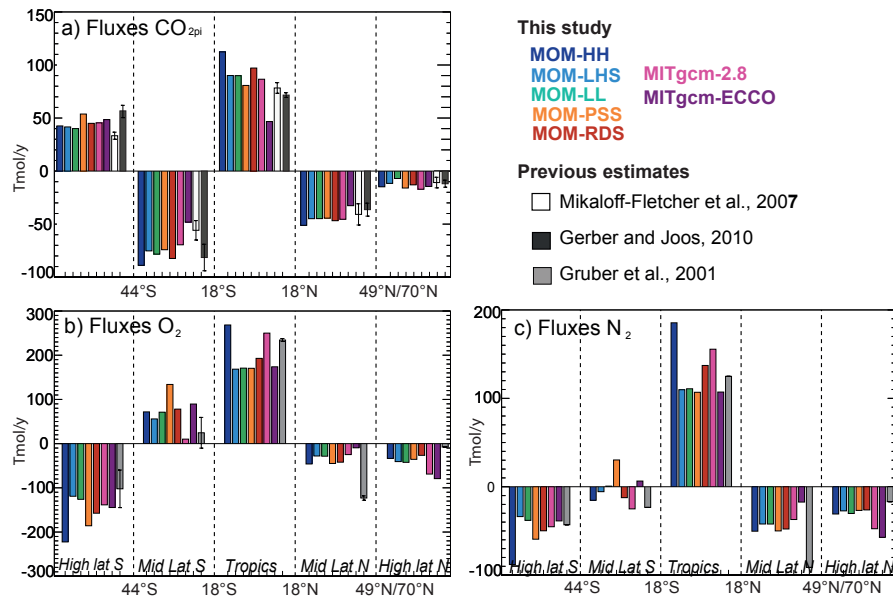 a) Fluxes CO2pi
150
100
50
0
-50
-100
Tmol/y
44°S
18°S
18°N
49°N/70°N
This study
MOM-HH
MOM-LHS
MITgcm-2.8
MOM-LL
MITgcm-ECCO
MOM-PSS
MOM-RDS
Previous estimates
Mikaloff-Fletcher et al., 2007
Gerber and Joos, 2010
Gruber et al., 2001
b) Fluxes O2
300
200
100
0
-100
-200
-300
Tmol/y
High lat S
Mid Lat S
Tropics
Mid Lat N
High lat N
44°S
18°S
18°N
49°N/70°N
c) Fluxes N2
200
100
0
-100
Tmol/y
High lat S
Mid Lat S
Tropics
Mid Lat N
High lat N
44°S
18°S
18°N
49°N/70°N